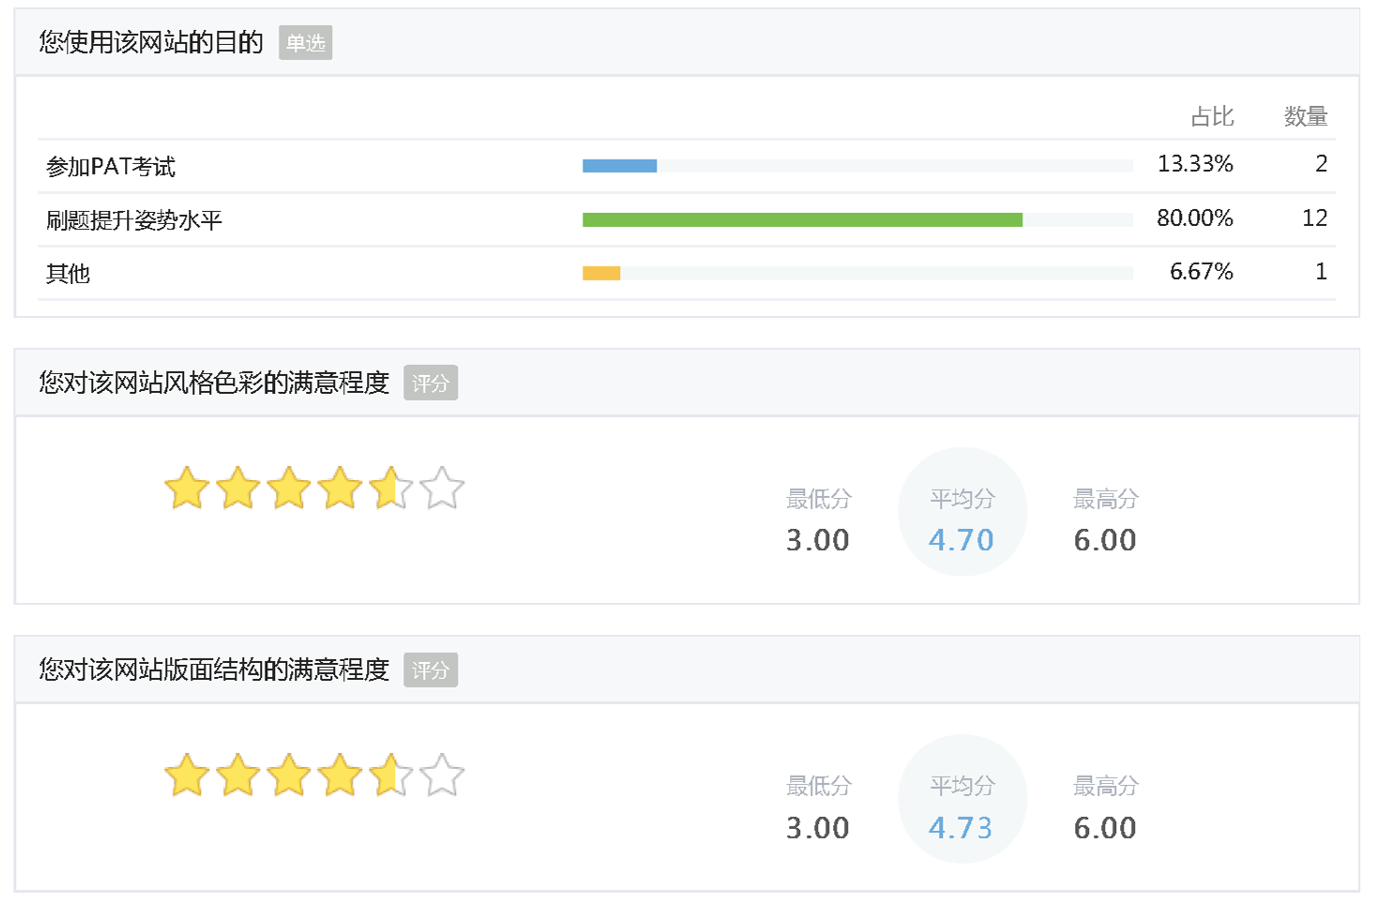 您使用该网站的目的 单选
占比 数量
参加PAT考试 13.33% 2
刷题提升姿势水平 80.00% 12
其他 6.67% 1
您对该网站风格色彩的满意程度 评分
最低分 平均分 最高分
3.00 4.70 6.00
您对该网站版面结构的满意程度 评分
最低分 平均分 最高分
3.00 4.73 6.00